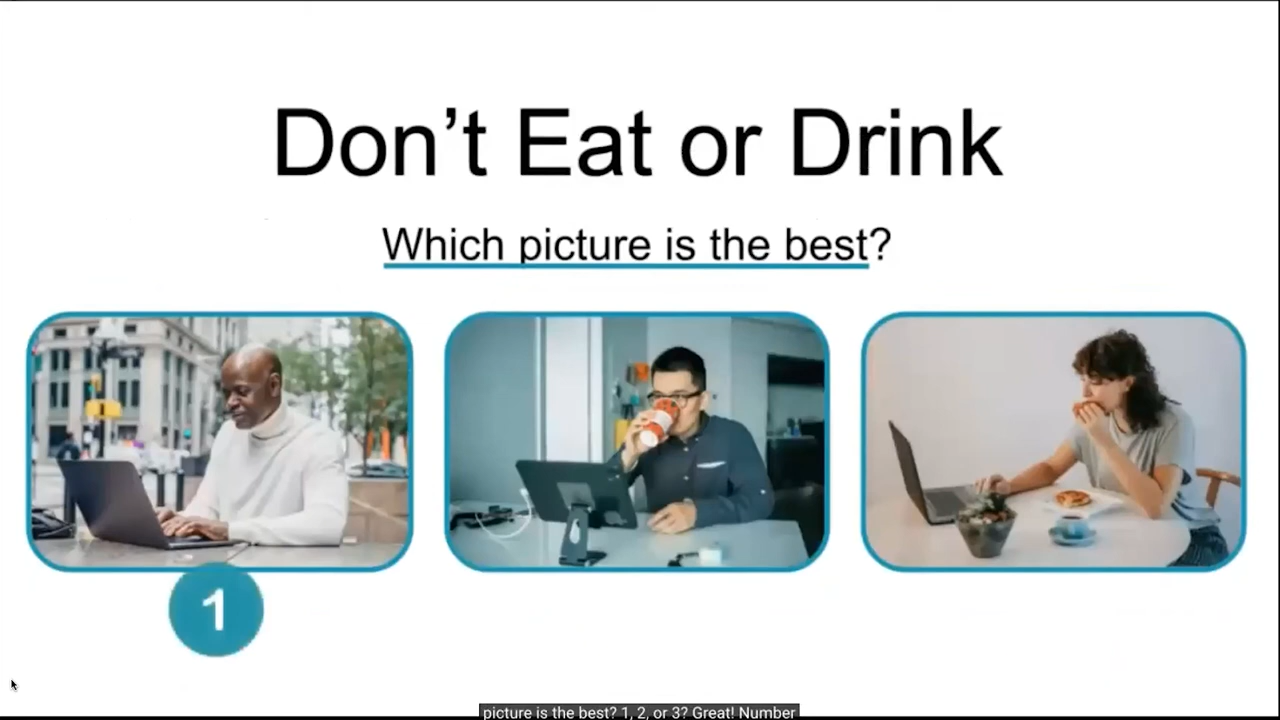 Don't Eat or Drink
Which picture is the best?
1
picture is the best? 1, 2, or 3? Great! Number